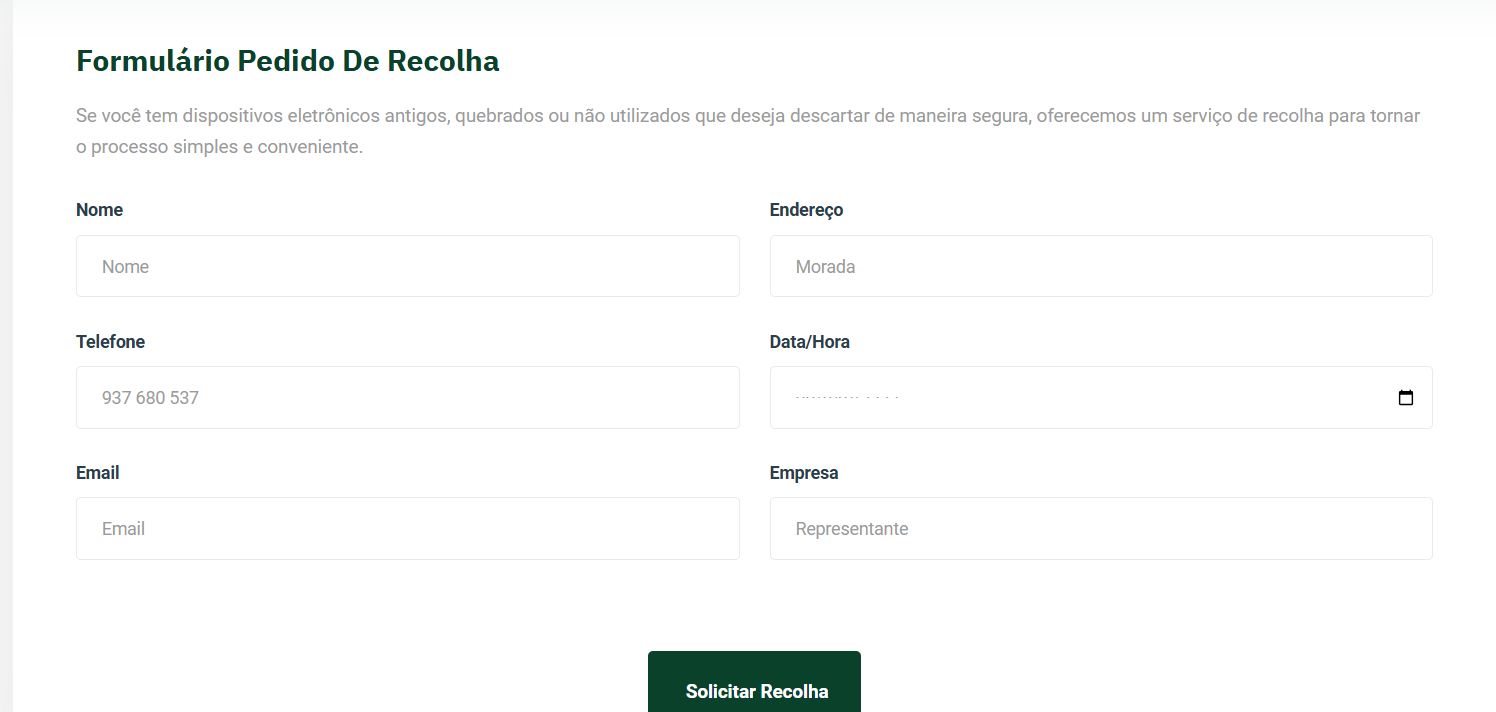 Formulário Pedido De Recolha
Se você tem dispositivos eletrônicos antigos, quebrados ou não utilizados que deseja descartar de maneira segura, oferecemos um serviço de recolha para tornar
o processo simples e conveniente.
Nome
Endereço
Nome
Morada
Telefone
Data/Hora
937 680 537
Email
Empresa
Email
Representante
Solicitar Recolha